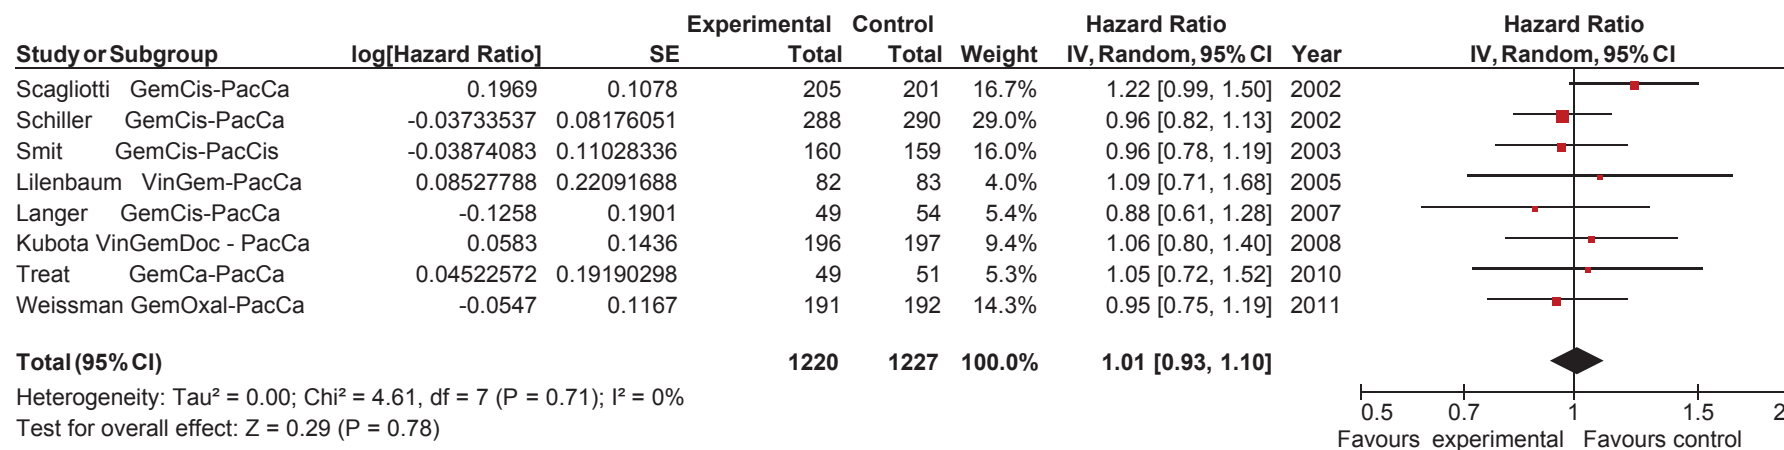 Experimental Control Hazard Ratio Hazard Ratio
Study or Subgroup log[Hazard Ratio] SE Total Total Weight IV, Random, 95% CI Year IV, Random, 95% CI
Scagliotti GemCis-PacCa 0.1969 0.1078 205 201 16.7% 1.22 [0.99, 1.50] 2002
Schiller GemCis-PacCa -0.03733537 0.08176051 288 290 29.0% 0.96 [0.82, 1.13] 2002
Smit GemCis-PacCis -0.03874083 0.11028336 160 159 16.0% 0.96 [0.78, 1.19] 2003
Lilenbaum VinGem-PacCa 0.08527788 0.22091688 82 83 4.0% 1.09 [0.71, 1.68] 2005
Langer GemCis-PacCa -0.1258 0.1901 49 54 5.4% 0.88 [0.61, 1.28] 2007
Kubota VinGemDoc - PacCa 0.0583 0.1436 196 197 9.4% 1.06 [0.80, 1.40] 2008
Treat GemCa-PacCa 0.04522572 0.19190298 49 51 5.3% 1.05 [0.72, 1.52] 2010
Weissman GemOxal-PacCa -0.0547 0.1167 191 192 14.3% 0.95 [0.75, 1.19] 2011
Total (95% CI) 1220 1227 100.0% 1.01 [0.93, 1.10]
Heterogeneity: Tau² = 0.00; Chi² = 4.61, df = 7 (P = 0.71); I² = 0%
Test for overall effect: Z = 0.29 (P = 0.78)
0.5 0.7 1 1.5 2
Favours experimental Favours control